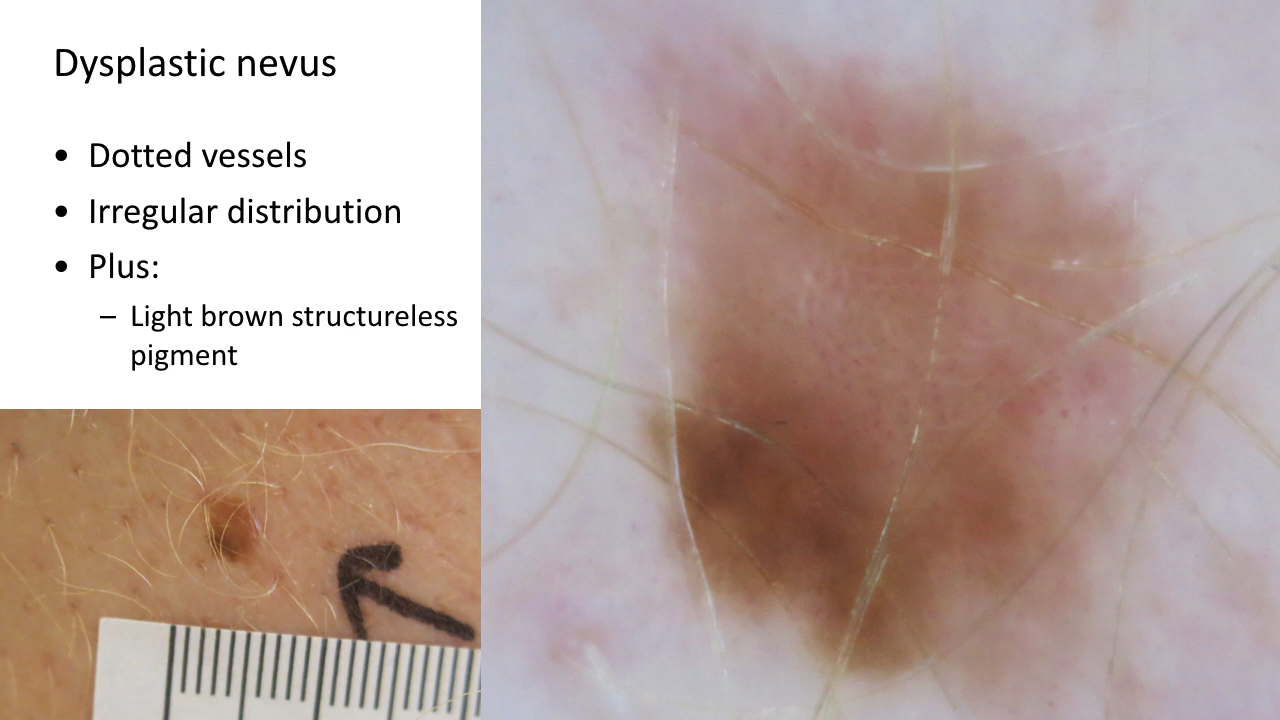 Dysplastic nevus
• Dotted vessels
• Irregular distribution
• Plus:
– Light brown structureless
pigment